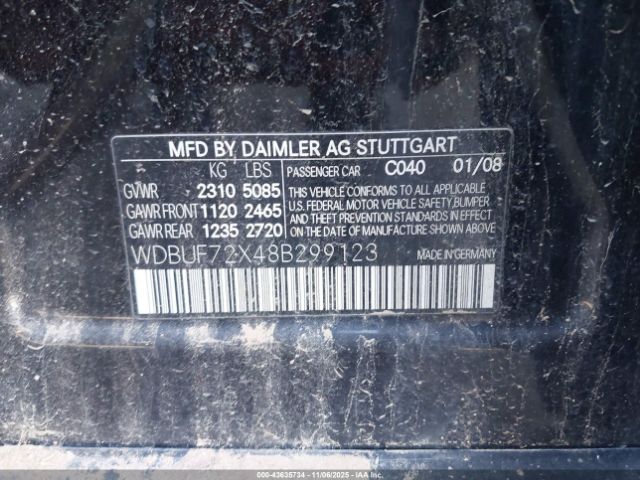 MFD BY DAIMLER AG STUTTGART
KG LBS PASSENGER CAR C040 01/08
GVWR 2310 5085
GAWR FRONT 1120 2465
GAWR REAR 1235 2720
THIS VEHICLE CONFORMS TO ALL APPLICABLE
U.S. FEDERAL MOTOR VEHICLE SAFETY,BUMPER
AND THEFT PREVENTION STANDARDS IN EFFECT
ON THE DATE OF MANUFACTURE SHOWN ABOVE.
WDBUF72X48B299123 MADE IN GERMANY
000-43635734 - 11/06/2025 - IAA Inc.